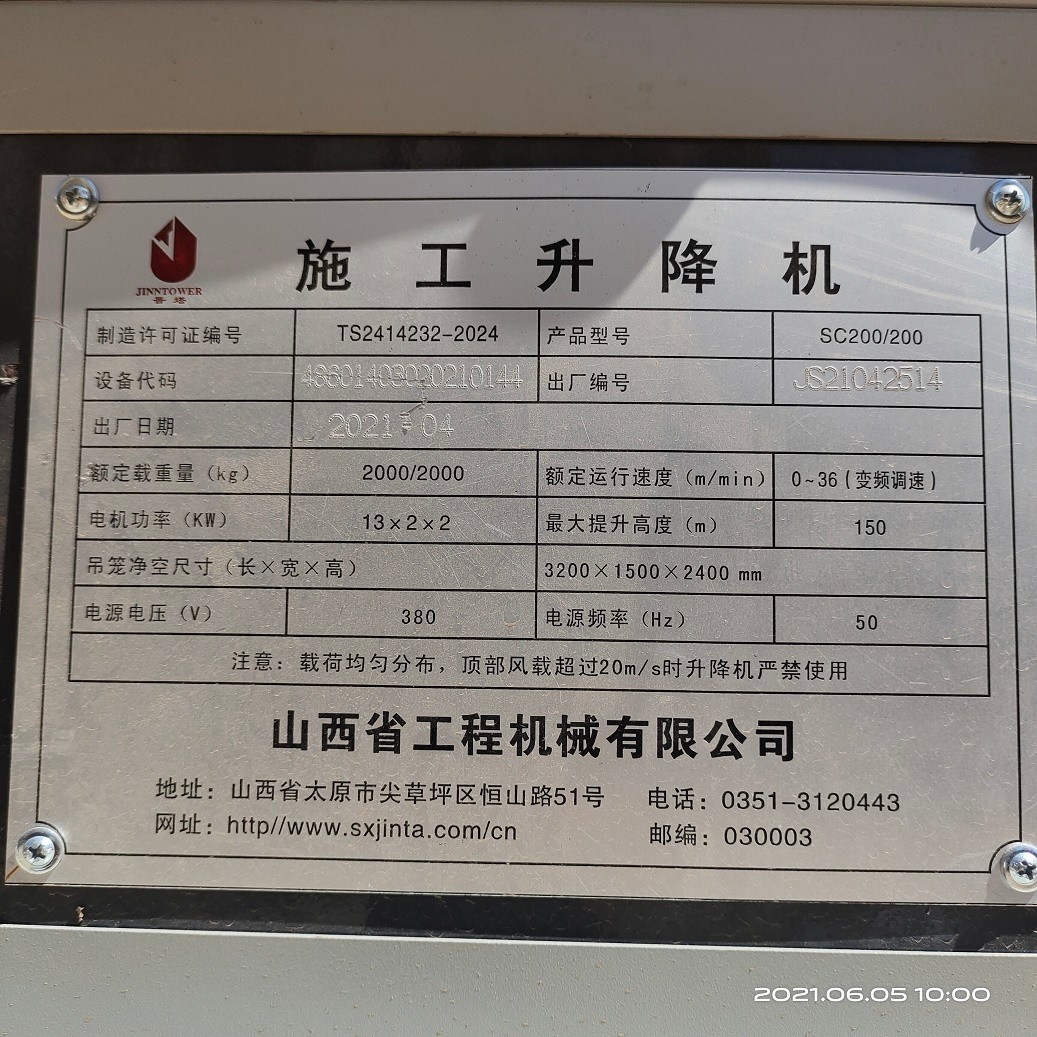 JINNTOWER
晋塔
施工升降机
制造许可证编号 TS2414232-2024 产品型号 SC200/200
设备代码 48601403020210144 出厂编号 JS21042514
出厂日期 2021 04
额定载重量（kg） 2000/2000 额定运行速度（m/min） 0~36（变频调速）
电机功率（KW） 13×2×2 最大提升高度（m） 150
吊笼净空尺寸（长×宽×高） 3200×1500×2400 mm
电源电压（V） 380 电源频率（Hz） 50
注意：载荷均匀分布，顶部风载超过20m/s时升降机严禁使用
山西省工程机械有限公司
地址：山西省太原市尖草坪区恒山路51号 电话：0351-3120443
网址：http//www.sxjinta.com/cn 邮编：030003
2021.06.05 10:00